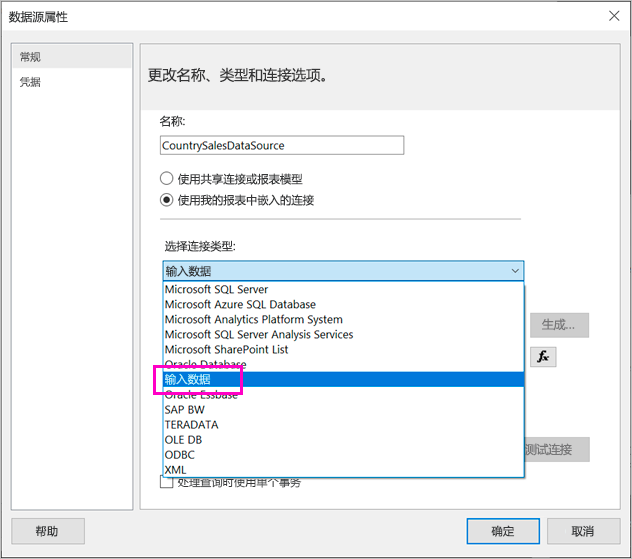 数据源属性
常规
凭据
更改名称、类型和连接选项。
名称:
CountrySalesDataSource
使用共享连接或报表模型
使用我的报表中嵌入的连接
选择连接类型:
输入数据
Microsoft SQL Server
Microsoft Azure SQL Database
Microsoft Analytics Platform System
Microsoft SQL Server Analysis Services
Microsoft SharePoint List
Oracle Database
输入数据
Oracle Essbase
SAP BW
TERADATA
OLE DB
ODBC
XML
生成...
fx
测试连接
处理查询时使用单个事务
帮助
确定
取消